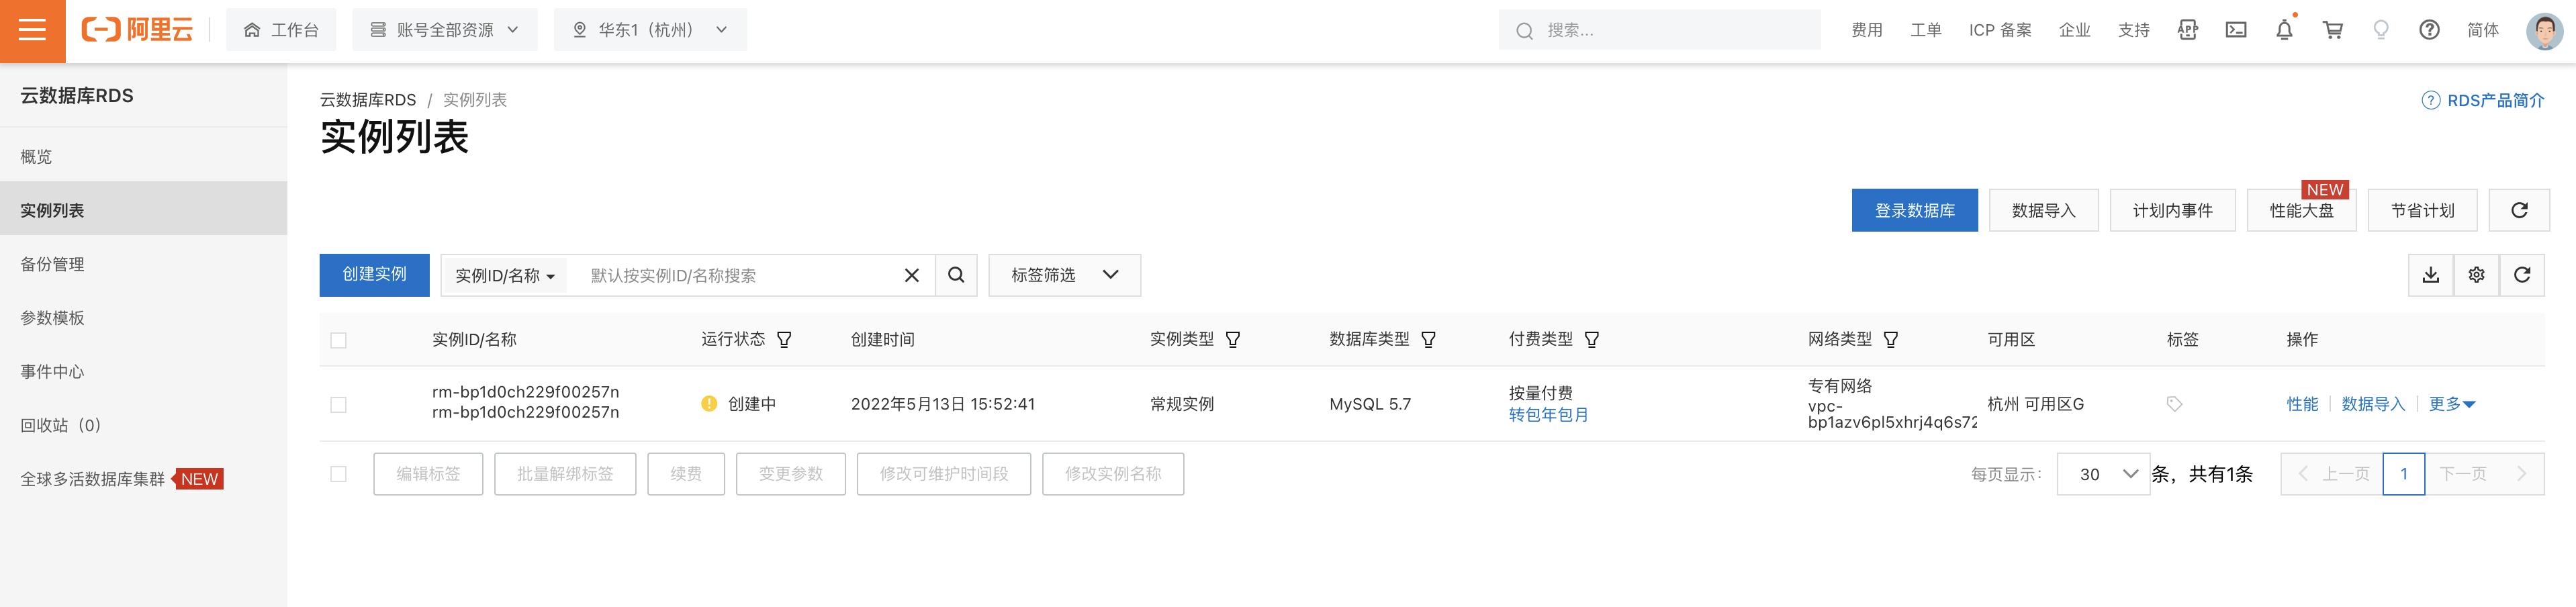 阿里云
工作台
账号全部资源
华东1（杭州）
搜索...
费用
工单
ICP 备案
企业
支持
APP
简体
云数据库RDS
概览
实例列表
备份管理
参数模板
事件中心
回收站（0）
全球多活数据库集群 NEW
云数据库RDS / 实例列表
RDS产品简介
实例列表
登录数据库
数据导入
计划内事件
性能大盘
NEW
节省计划
创建实例
实例ID/名称
默认按实例ID/名称搜索
标签筛选
实例ID/名称
运行状态
创建时间
实例类型
数据库类型
付费类型
网络类型
可用区
标签
操作
rm-bp1d0ch229f00257n
rm-bp1d0ch229f00257n
创建中
2022年5月13日 15:52:41
常规实例
MySQL 5.7
按量付费
转包年包月
专有网络
vpc-
bp1azv6pl5xhrj4q6s7z
杭州 可用区G
性能
数据导入
更多
编辑标签
批量解绑标签
续费
变更参数
修改可维护时间段
修改实例名称
每页显示：
30
条，共有1条
上一页
1
下一页